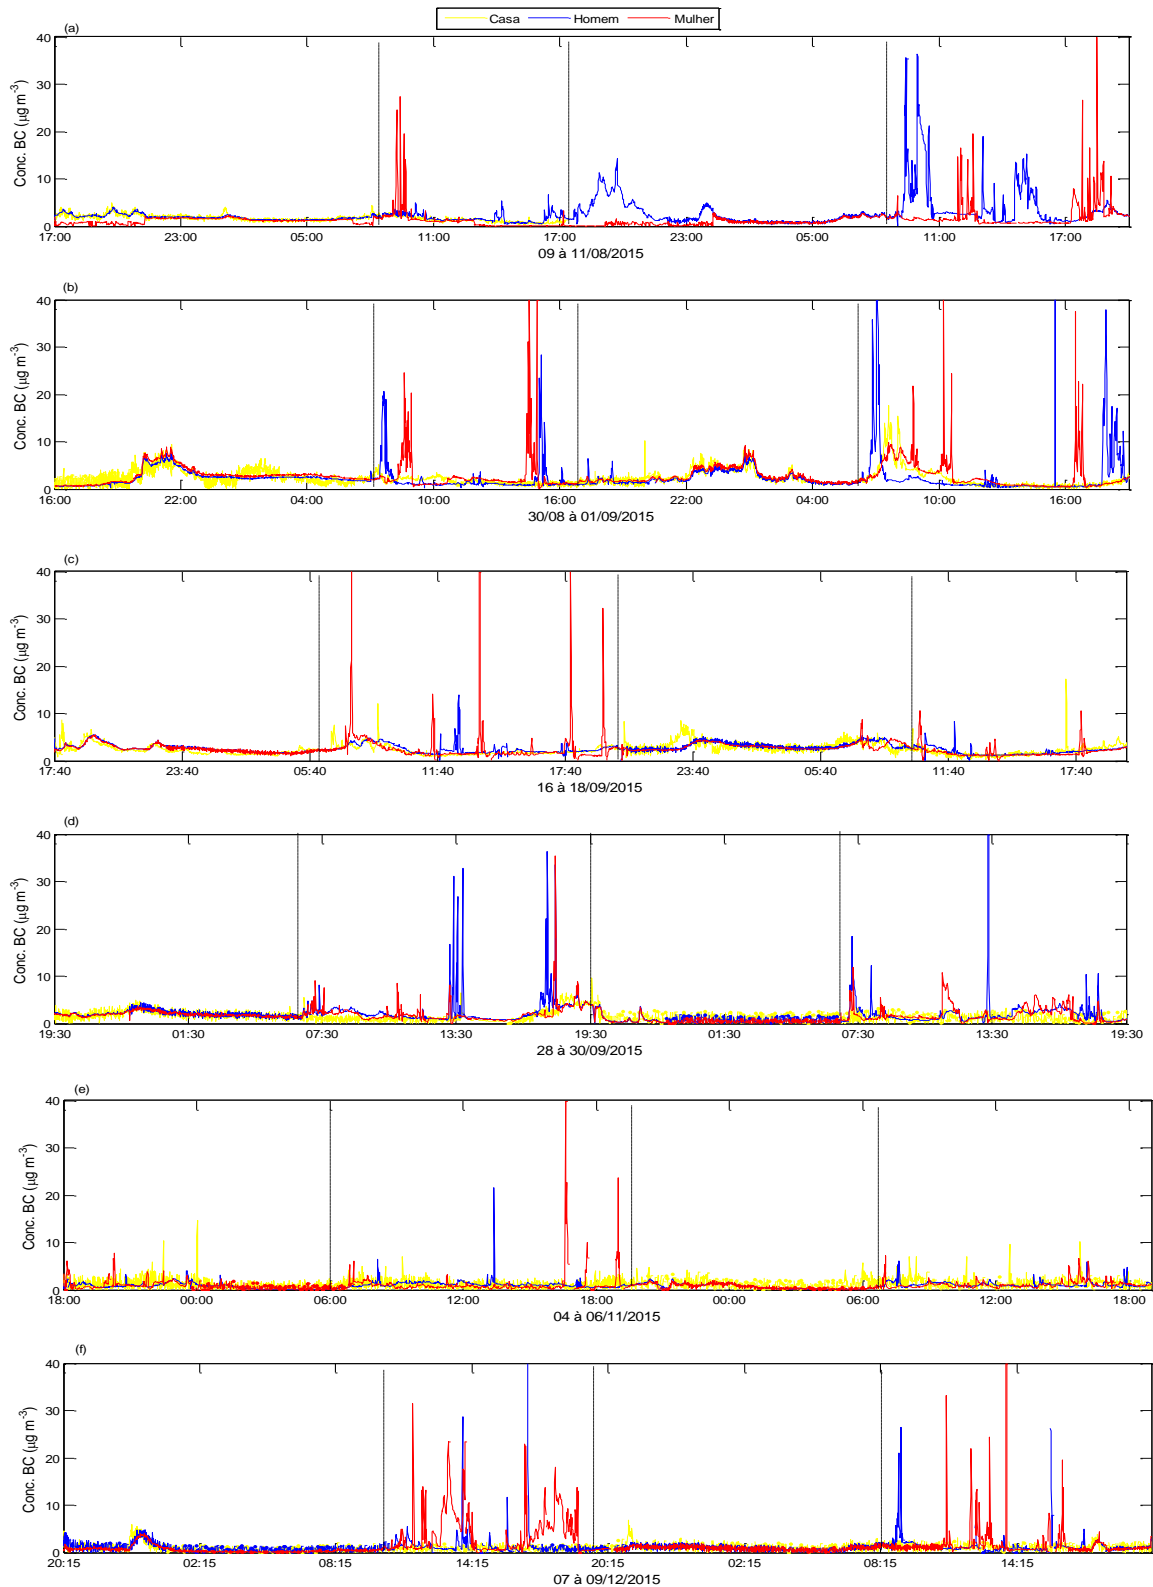 Casa Homem Mulher
(a)
40
30
20
10
0
Conc. BC (µg m-3)
17:00 23:00 05:00 11:00 17:00 23:00 05:00 11:00 17:00
09 à 11/08/2015
(b)
40
30
20
10
0
Conc. BC (µg m-3)
16:00 22:00 04:00 10:00 16:00 22:00 04:00 10:00 16:00
30/08 à 01/09/2015
(c)
40
30
20
10
0
Conc. BC (µg m-3)
17:40 23:40 05:40 11:40 17:40 23:40 05:40 11:40 17:40
16 à 18/09/2015
(d)
40
30
20
10
0
Conc. BC (µg m-3)
19:30 01:30 07:30 13:30 19:30 01:30 07:30 13:30 19:30
28 à 30/09/2015
(e)
40
30
20
10
0
Conc. BC (µg m-3)
18:00 00:00 06:00 12:00 18:00 00:00 06:00 12:00 18:00
04 à 06/11/2015
(f)
40
30
20
10
0
Conc. BC (µg m-3)
20:15 02:15 08:15 14:15 20:15 02:15 08:15 14:15
07 à 09/12/2015